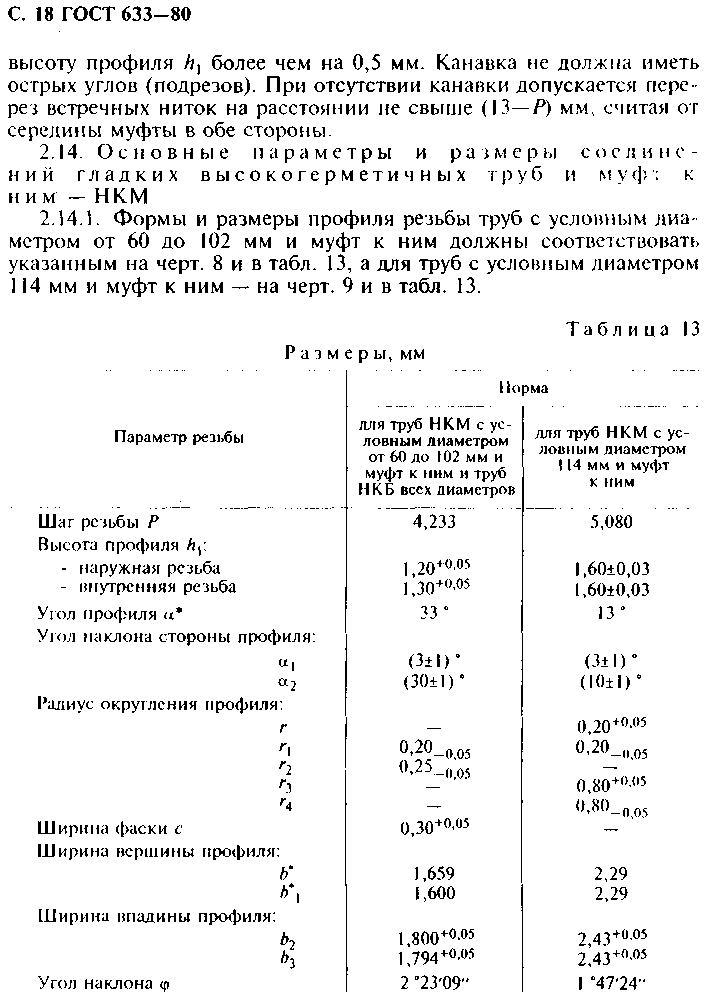 С. 18 ГОСТ 633—80
высоту профиля h₁ более чем на 0,5 мм. Канавка не должна иметь
острых углов (подрезов). При отсутствии канавки допускается пере-
рез встречных ниток на расстоянии не свыше (13—P) мм, считая от
середины муфты в обе стороны.
2.14. Основные параметры и размеры соедине-
ний гладких высокогерметичных труб и муфт к
ним — НКМ
2.14.1. Формы и размеры профиля резьбы труб с условным диа-
метром от 60 до 102 мм и муфт к ним должны соответствовать
указанным на черт. 8 и в табл. 13, а для труб с условным диаметром
114 мм и муфт к ним — на черт. 9 и в табл. 13.
Таблица 13
Размеры, мм
Норма
Параметр резьбы
для труб НКМ с ус-
ловным диаметром
от 60 до 102 мм и
муфт к ним и труб
НКБ всех диаметров
для труб НКМ с ус-
ловным диаметром
114 мм и муфт
к ним
Шаг резьбы P 4,233 5,080
Высота профиля h₁:
- наружная резьба 1,20⁺⁰,⁰⁵ 1,60±0,03
- внутренняя резьба 1,30⁺⁰,⁰⁵ 1,60±0,03
Угол профиля α* 33° 13°
Угол наклона стороны профиля:
α₁ (3±1)° (3±1)°
α₂ (30±1)° (10±1)°
Радиус округления профиля:
r — 0,20⁺⁰,⁰⁵
r₁ 0,20₋₀,₀₅ 0,20₋₀,₀₅
r₂ 0,25₋₀,₀₅ —
r₃ — 0,80⁺⁰,⁰⁵
r₄ — 0,80₋₀,₀₅
Ширина фаски c 0,30⁺⁰,⁰⁵ —
Ширина вершины профиля:
b* 1,659 2,29
b*₁ 1,600 2,29
Ширина впадины профиля:
b₂ 1,800⁺⁰,⁰⁵ 2,43⁺⁰,⁰⁵
b₃ 1,794⁺⁰,⁰⁵ 2,43⁺⁰,⁰⁵
Угол наклона φ 2°23′09″ 1°47′24″